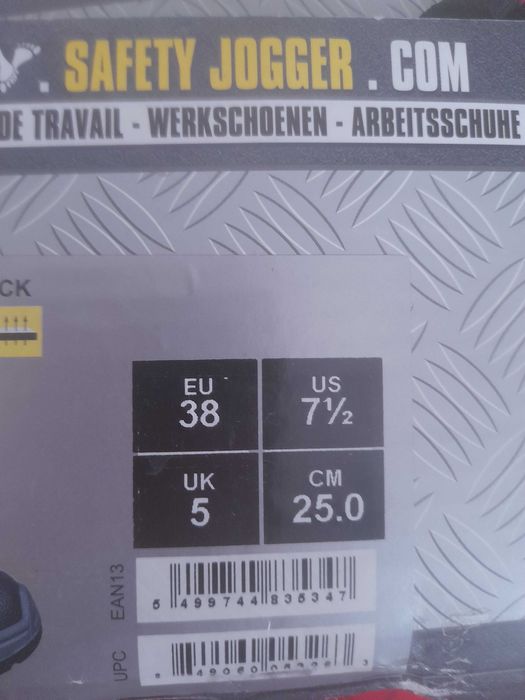 . SAFETY JOGGER . COM
DE TRAVAIL - WERKSCHOENEN - ARBEITSSCHUHE
CK
EU 38
US 7½
UK 5
CM 25.0
EAN13
5 499744 835347
UPC